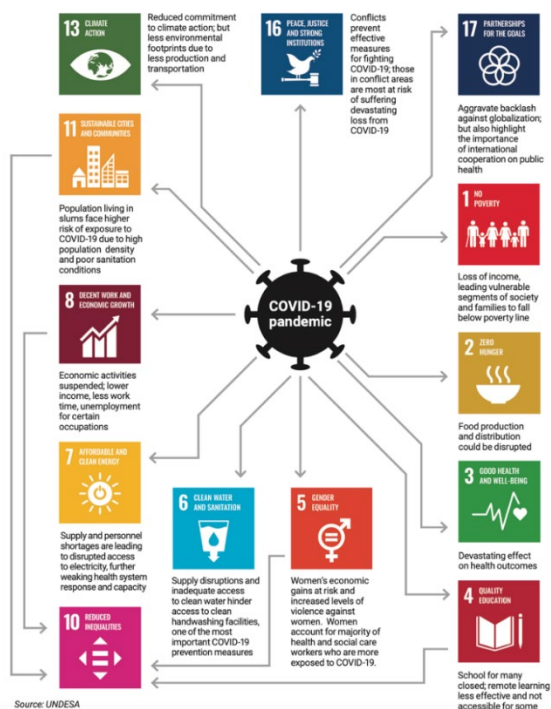 13 CLIMATE
ACTION
Reduced commitment
to climate action; but
less environmental
footprints due to
less production and
transportation
16 PEACE, JUSTICE
AND STRONG
INSTITUTIONS
Conflicts
prevent
effective
measures
for fighting
COVID-19; those
in conflict areas
are most at risk
of suffering
devastating
loss from
COVID-19
17 PARTNERSHIPS
FOR THE GOALS
Aggravate backlash
against globalization;
but also highlight
the importance
of international
cooperation on public
health
11 SUSTAINABLE CITIES
AND COMMUNITIES
Population living in
slums face higher
risk of exposure to
COVID-19 due to high
population density
and poor sanitation
conditions
1 NO
POVERTY
Loss of income,
leading vulnerable
segments of society
and families to fall
below poverty line
COVID-19
pandemic
8 DECENT WORK AND
ECONOMIC GROWTH
Economic activities
suspended; lower
income, less work
time, unemployment
for certain
occupations
2 ZERO
HUNGER
Food production
and distribution
could be disrupted
7 AFFORDABLE AND
CLEAN ENERGY
Supply and personnel
shortages are leading
to disrupted access
to electricity, further
weaking health system
response and capacity
6 CLEAN WATER
AND SANITATION
Supply disruptions and
inadequate access
to clean water hinder
access to clean
handwashing facilities,
one of the most
important COVID-19
prevention measures
5 GENDER
EQUALITY
Women's economic
gains at risk and
increased levels of
violence against
women. Women
account for majority of
health and social care
workers who are more
exposed to COVID-19.
3 GOOD HEALTH
AND WELL-BEING
Devastating effect
on health outcomes
4 QUALITY
EDUCATION
School for many
closed; remote learning
less effective and not
accessible for some
10 REDUCED
INEQUALITIES
Source: UNDESA